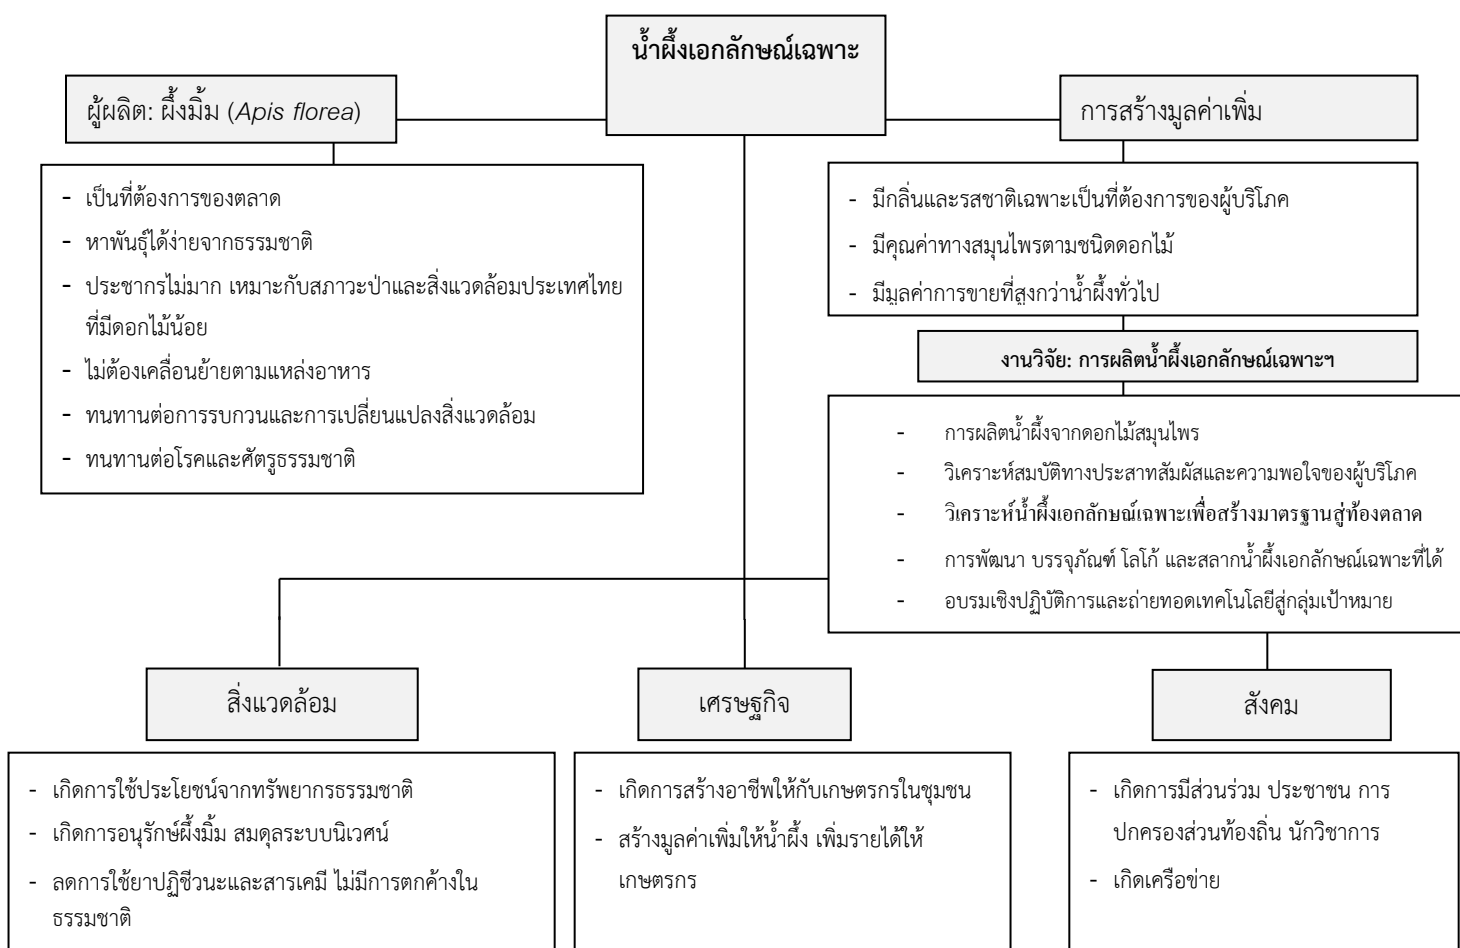 น้ำผึ้งเอกลักษณ์เฉพาะ
ผู้ผลิต: ผึ้งมิ้ม (Apis florea)
การสร้างมูลค่าเพิ่ม
- เป็นที่ต้องการของตลาด
- หาพันธุ์ได้ง่ายจากธรรมชาติ
- ประชากรไม่มาก เหมาะกับสภาวะป่าและสิ่งแวดล้อมประเทศไทย
ที่มีดอกไม้น้อย
- ไม่ต้องเคลื่อนย้ายตามแหล่งอาหาร
- ทนทานต่อการรบกวนและการเปลี่ยนแปลงสิ่งแวดล้อม
- ทนทานต่อโรคและศัตรูธรรมชาติ
- มีกลิ่นและรสชาติเฉพาะเป็นที่ต้องการของผู้บริโภค
- มีคุณค่าทางสมุนไพรตามชนิดดอกไม้
- มีมูลค่าการขายที่สูงกว่าน้ำผึ้งทั่วไป
งานวิจัย: การผลิตน้ำผึ้งเอกลักษณ์เฉพาะฯ
- การผลิตน้ำผึ้งจากดอกไม้สมุนไพร
- วิเคราะห์สมบัติทางประสาทสัมผัสและความพอใจของผู้บริโภค
- วิเคราะห์น้ำผึ้งเอกลักษณ์เฉพาะเพื่อสร้างมาตรฐานสู่ท้องตลาด
- การพัฒนา บรรจุภัณฑ์ โลโก้ และสลากน้ำผึ้งเอกลักษณ์เฉพาะที่ได้
- อบรมเชิงปฏิบัติการและถ่ายทอดเทคโนโลยีสู่กลุ่มเป้าหมาย
สิ่งแวดล้อม
เศรษฐกิจ
สังคม
- เกิดการใช้ประโยชน์จากทรัพยากรธรรมชาติ
- เกิดการอนุรักษ์ผึ้งมิ้ม สมดุลระบบนิเวศน์
- ลดการใช้ยาปฏิชีวนะและสารเคมี ไม่มีการตกค้างใน
ธรรมชาติ
- เกิดการสร้างอาชีพให้กับเกษตรกรในชุมชน
- สร้างมูลค่าเพิ่มให้น้ำผึ้ง เพิ่มรายได้ให้
เกษตรกร
- เกิดการมีส่วนร่วม ประชาชน การ
ปกครองส่วนท้องถิ่น นักวิชาการ
- เกิดเครือข่าย